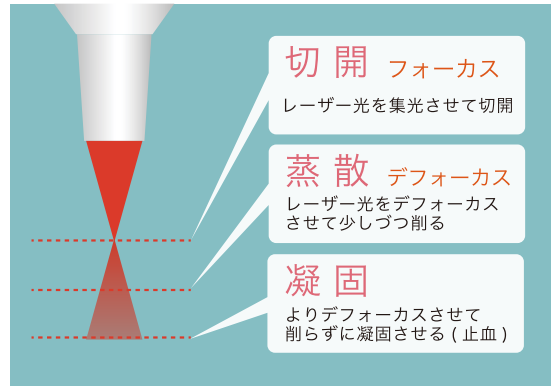 切開 フォーカス
レーザー光を集光させて切開
蒸散 デフォーカス
レーザー光をデフォーカス
させて少しづつ削る
凝固
よりデフォーカスさせて
削らずに凝固させる(止血)